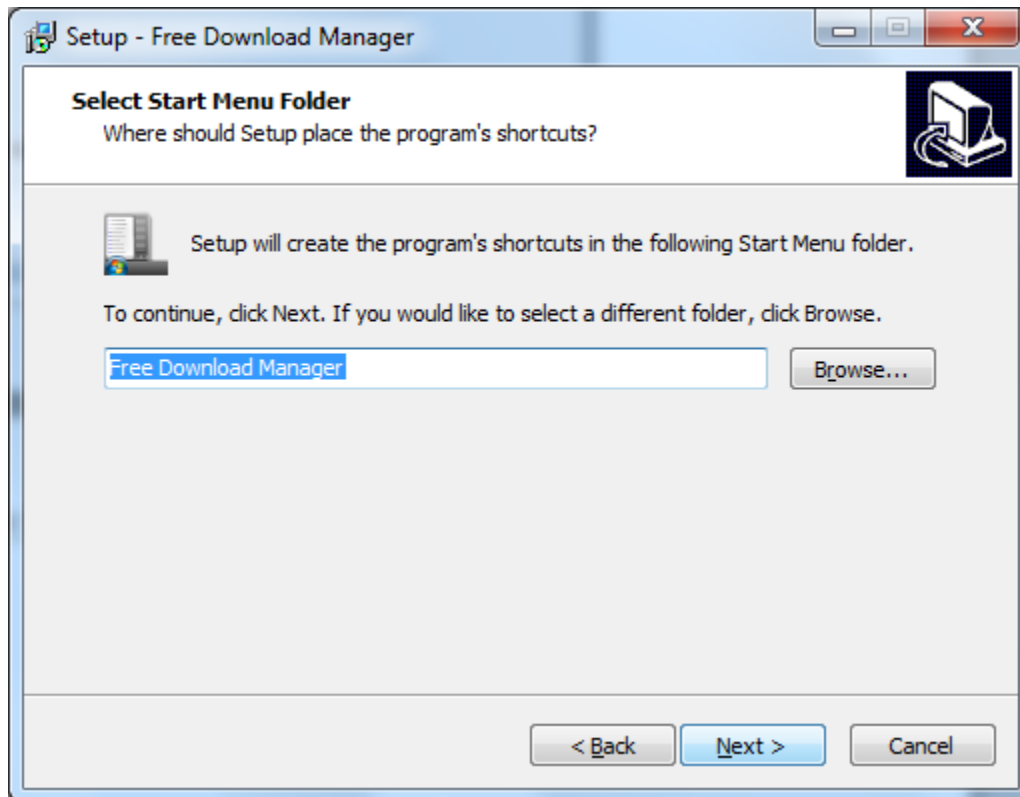 Setup - Free Download Manager
Select Start Menu Folder
Where should Setup place the program's shortcuts?
Setup will create the program's shortcuts in the following Start Menu folder.
To continue, click Next. If you would like to select a different folder, click Browse.
Free Download Manager
Browse...
< Back
Next >
Cancel